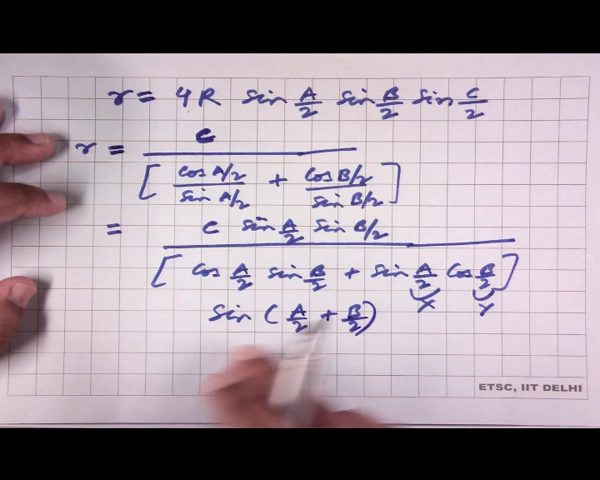 r = 4R sin A/2 sin B/2 sin C/2
r = c / [ cos A/2 / sin A/2 + cos B/2 / sin B/2 ]
= c sin A/2 sin B/2 / [ cos A/2 sin B/2 + sin A/2 cos B/2 ]
x y
sin ( A/2 + B/2 )
ETSC, IIT DELHI